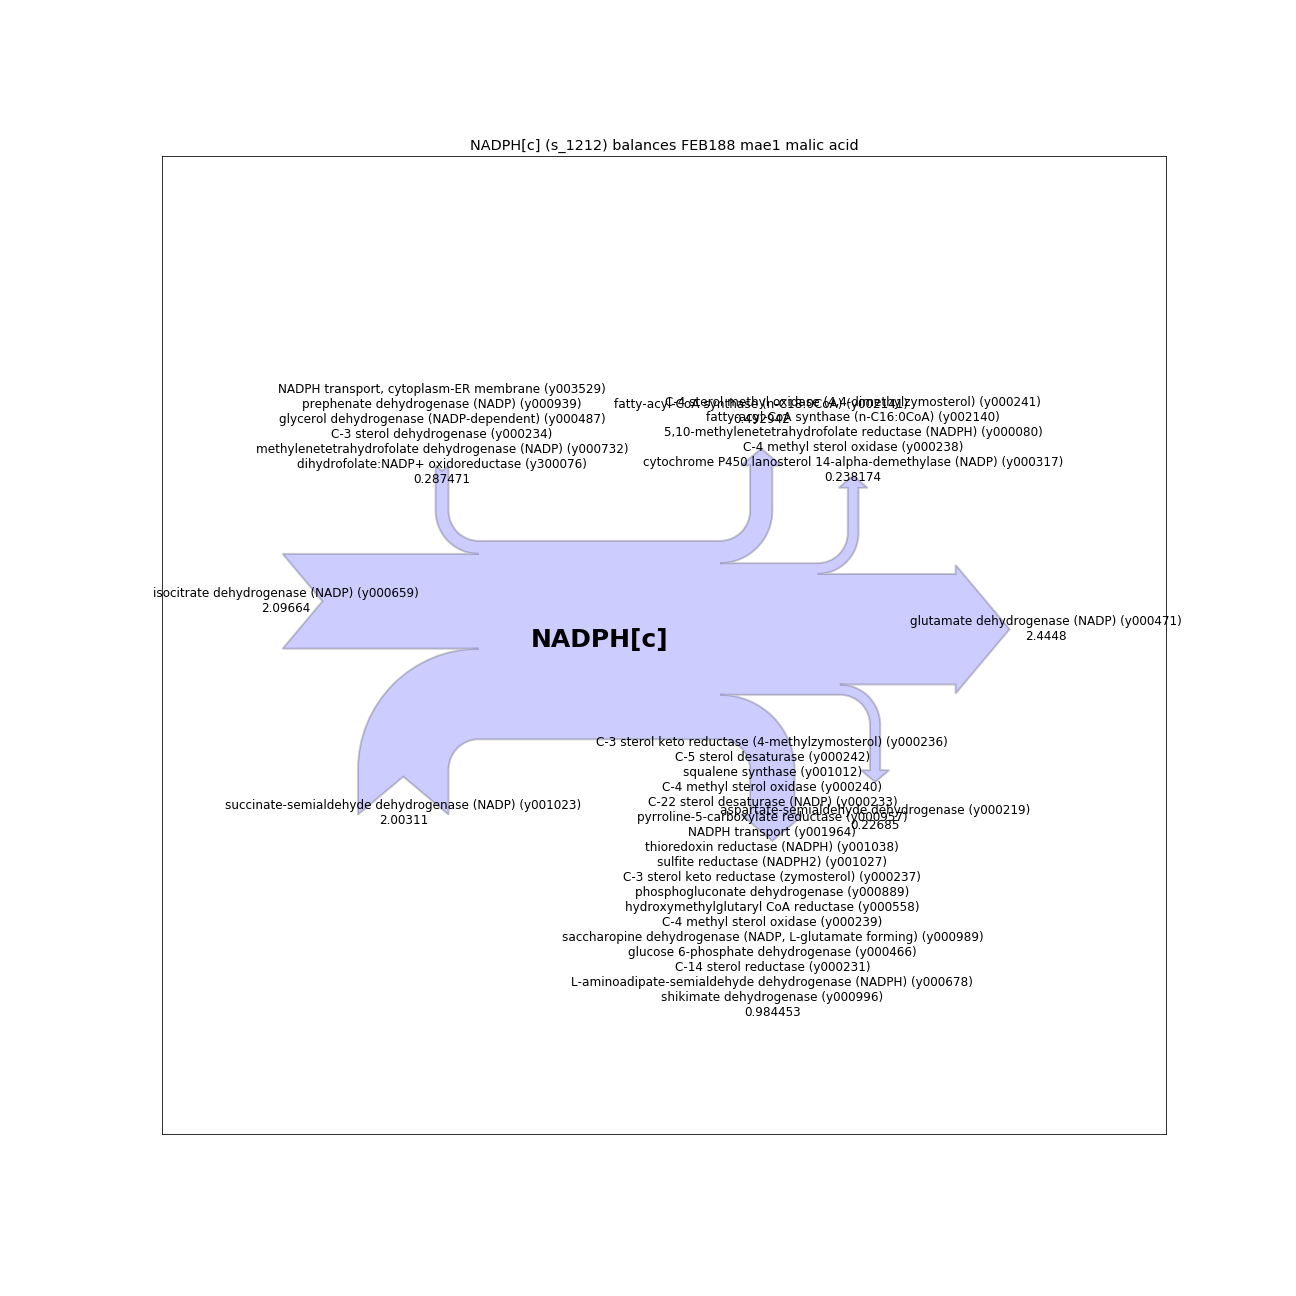 NADPH[c] (s_1212) balances FEB188 mae1 malic acid
NADPH transport, cytoplasm-ER membrane (y003529)
prephenate dehydrogenase (NADP) (y000939)
glycerol dehydrogenase (NADP-dependent) (y000487)
C-3 sterol dehydrogenase (y000234)
methylenetetrahydrofolate dehydrogenase (NADP) (y000732)
dihydrofolate:NADP+ oxidoreductase (y300076)
0.287471
fatty-acyl-CoA synthase (n-C18:0CoA) (y002141)
0.492942
C-4 sterol methyl oxidase (4,4-dimethylzymosterol) (y000241)
fatty-acyl-CoA synthase (n-C16:0CoA) (y002140)
5,10-methylenetetrahydrofolate reductase (NADPH) (y000080)
C-4 methyl sterol oxidase (y000238)
cytochrome P450 lanosterol 14-alpha-demethylase (NADP) (y000317)
0.238174
isocitrate dehydrogenase (NADP) (y000659)
2.09664
NADPH[c]
glutamate dehydrogenase (NADP) (y000471)
2.4448
succinate-semialdehyde dehydrogenase (NADP) (y001023)
2.00311
C-3 sterol keto reductase (4-methylzymosterol) (y000236)
C-5 sterol desaturase (y000242)
squalene synthase (y001012)
C-4 methyl sterol oxidase (y000240)
C-22 sterol desaturase (NADP) (y000233)
pyrroline-5-carboxylate reductase (y000957)
NADPH transport (y001964)
thioredoxin reductase (NADPH) (y001038)
sulfite reductase (NADPH2) (y001027)
C-3 sterol keto reductase (zymosterol) (y000237)
phosphogluconate dehydrogenase (y000889)
hydroxymethylglutaryl CoA reductase (y000558)
C-4 methyl sterol oxidase (y000239)
saccharopine dehydrogenase (NADP, L-glutamate forming) (y000989)
glucose 6-phosphate dehydrogenase (y000466)
C-14 sterol reductase (y000231)
L-aminoadipate-semialdehyde dehydrogenase (NADPH) (y000678)
shikimate dehydrogenase (y000996)
0.984453
aspartate-semialdehyde dehydrogenase (y000219)
0.22685